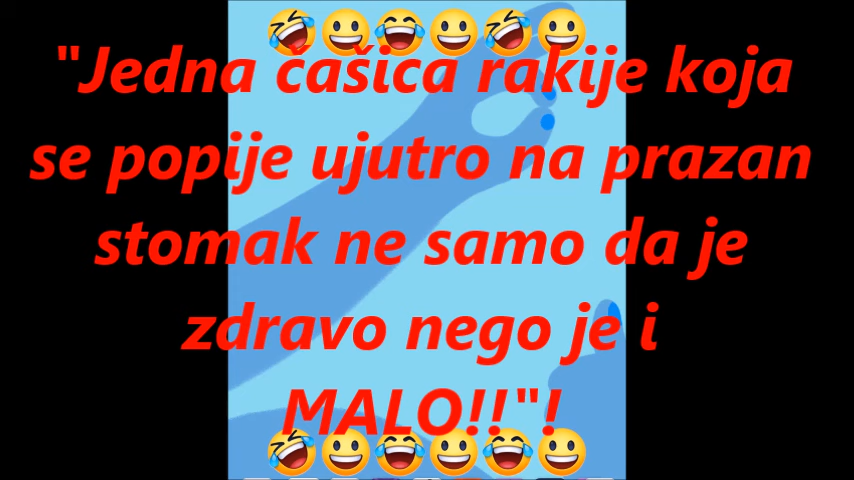 "Jedna čašica rakije koja
se popije ujutro na prazan
stomak ne samo da je
zdravo nego je i
MALO!!"!